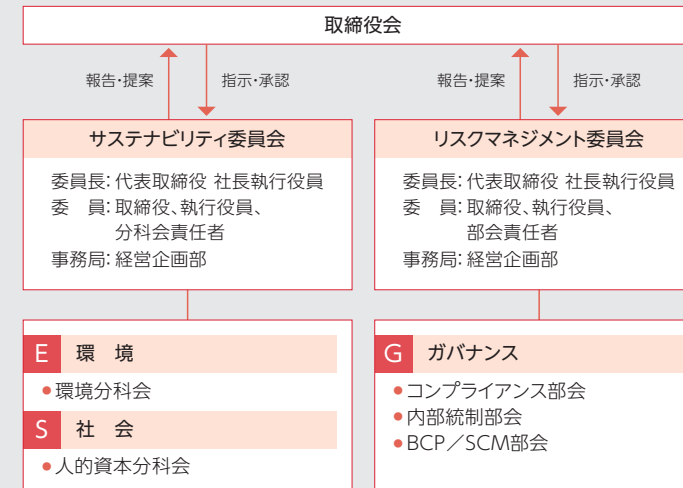 取締役会
報告・提案
指示・承認
報告・提案
指示・承認
サステナビリティ委員会
委員長：代表取締役 社長執行役員
委　員：取締役、執行役員、
分科会責任者
事務局：経営企画部
リスクマネジメント委員会
委員長：代表取締役 社長執行役員
委　員：取締役、執行役員、
部会責任者
事務局：経営企画部
E 環　境
●環境分科会
S 社　会
●人的資本分科会
G ガバナンス
●コンプライアンス部会
●内部統制部会
●BCP／SCM部会